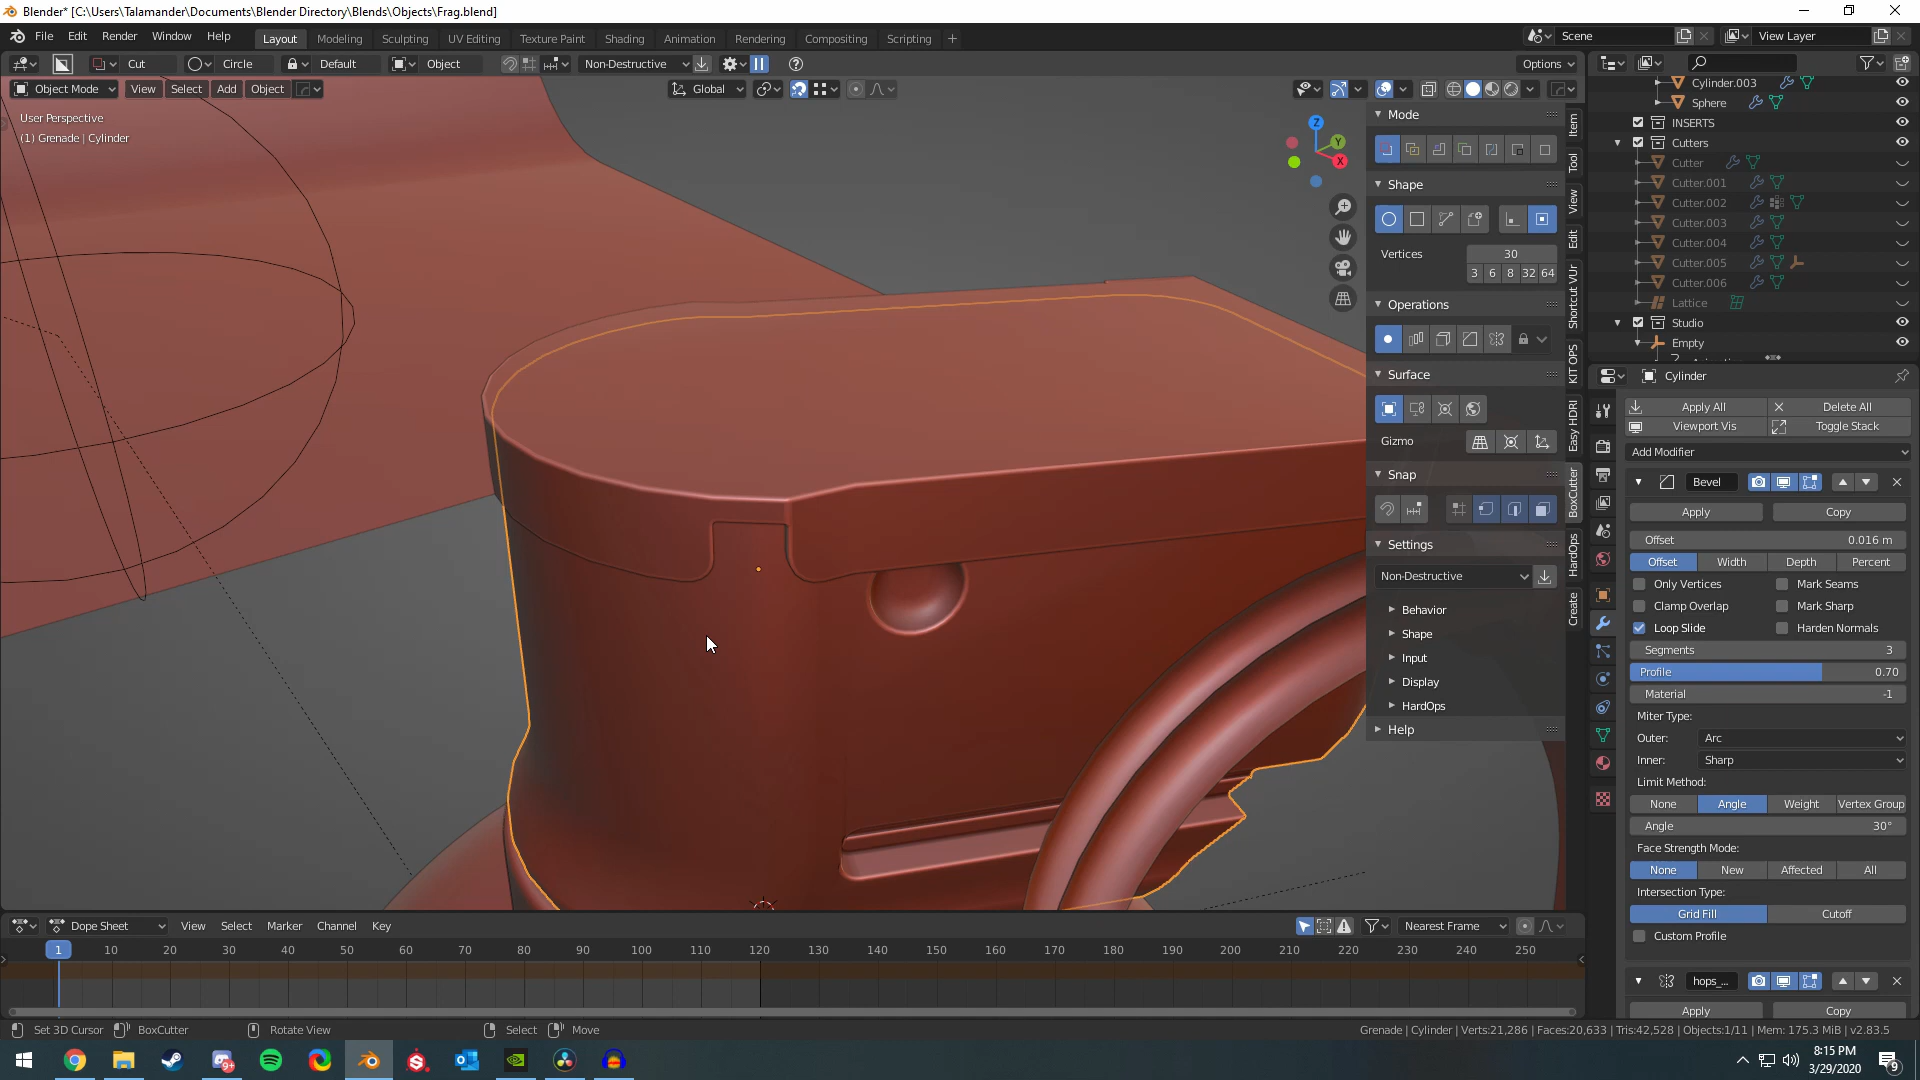 Blender* [C:\Users\Talamander\Documents\Blender Directory\Blends\Objects\Frag.blend]
File Edit Render Window Help Layout Modeling Sculpting UV Editing Texture Paint Shading Animation Rendering Compositing Scripting + Scene View Layer
Cut Circle Default Object Non-Destructive Options
Object Mode View Select Add Object Global
User Perspective
(1) Grenade | Cylinder
Z
Y
X
Mode
Shape
Vertices 30
3 6 8 32 64
Operations
Surface
Gizmo
Snap
Settings
Non-Destructive
Behavior
Shape
Input
Display
HardOps
Help
Item
Tool
View
Edit
Shortcut VUr
KIT OPS
Easy HDRI
BoxCutter
HardOps
Create
Cylinder.003
Sphere
INSERTS
Cutters
Cutter
Cutter.001
Cutter.002
Cutter.003
Cutter.004
Cutter.005
Cutter.006
Lattice
Studio
Empty
Cylinder
Apply All Delete All
Viewport Vis Toggle Stack
Add Modifier
Bevel
Apply Copy
Offset 0.016 m
Offset Width Depth Percent
Only Vertices Mark Seams
Clamp Overlap Mark Sharp
Loop Slide Harden Normals
Segments 3
Profile 0.70
Material -1
Miter Type:
Outer: Arc
Inner: Sharp
Limit Method:
None Angle Weight Vertex Group
Angle 30°
Face Strength Mode:
None New Affected All
Intersection Type:
Grid Fill Cutoff
Custom Profile
hops_...
Apply Copy
Dope Sheet View Select Marker Channel Key Nearest Frame
1 10 20 30 40 50 60 70 80 90 100 110 120 130 140 150 160 170 180 190 200 210 220 230 240 250
Set 3D Cursor BoxCutter Rotate View Select Move Grenade | Cylinder | Verts:21,286 | Faces:20,633 | Tris:42,528 | Objects:1/11 | Mem: 175.3 MiB | v2.83.5
9+
8:15 PM
3/29/2020
9